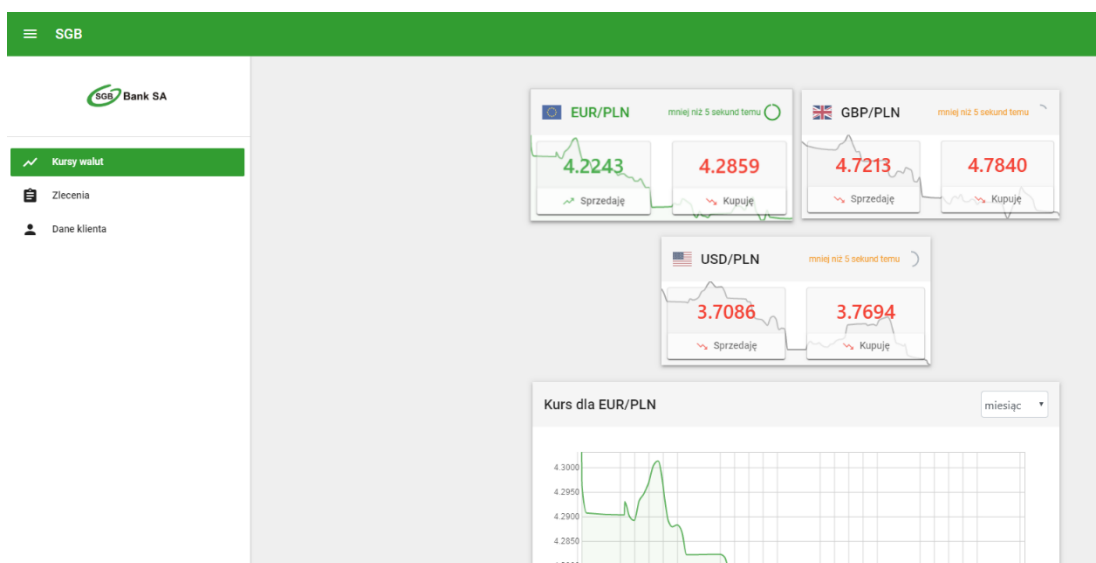 SGB
SGB Bank SA
Kursy walut
Zlecenia
Dane klienta
EUR/PLN mniej niż 5 sekund temu
4.2243 4.2859
Sprzedaję Kupuję
GBP/PLN mniej niż 5 sekund temu
4.7213 4.7840
Sprzedaję Kupuję
USD/PLN mniej niż 5 sekund temu
3.7086 3.7694
Sprzedaję Kupuję
Kurs dla EUR/PLN miesiąc
4.3000
4.2950
4.2900
4.2850